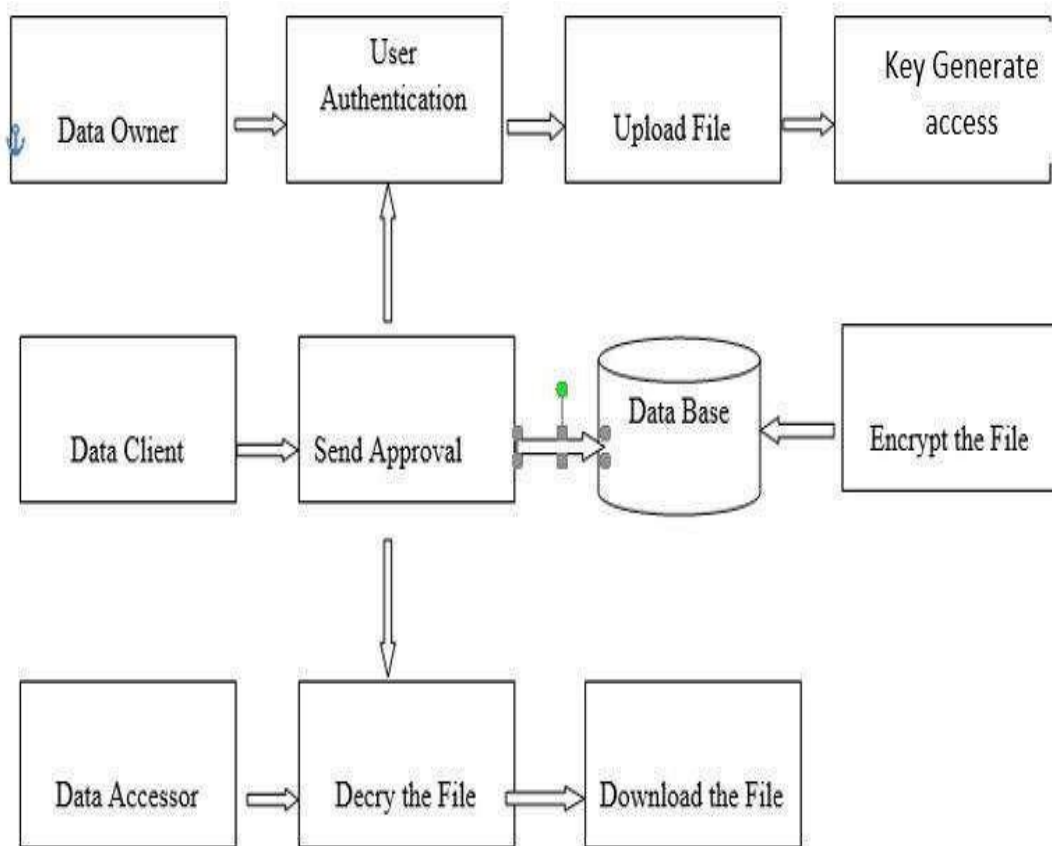 Data Owner
User
Authentication
Upload File
Key Generate
access
Data Client
Send Approval
Data Base
Encrypt the File
Data Accessor
Decry the File
Download the File